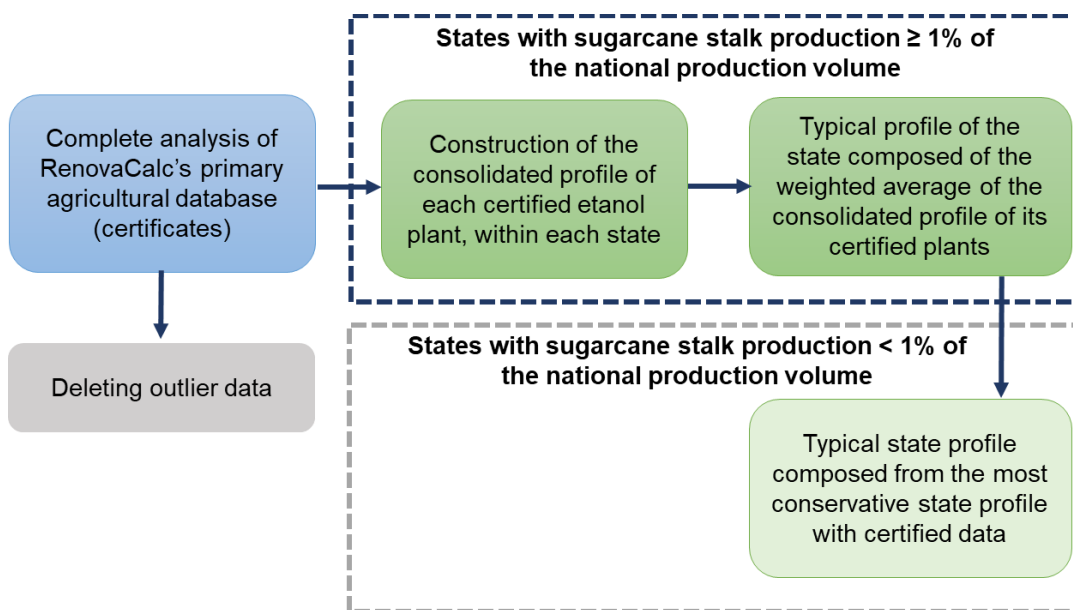 States with sugarcane stalk production ≥ 1% of
the national production volume
Complete analysis of
RenovaCalc's primary
agricultural database
(certificates)
Construction of the
consolidated profile of
each certified etanol
plant, within each state
Typical profile of the
state composed of the
weighted average of the
consolidated profile of its
certified plants
Deleting outlier data
States with sugarcane stalk production < 1% of
the national production volume
Typical state profile
composed from the most
conservative state profile
with certified data